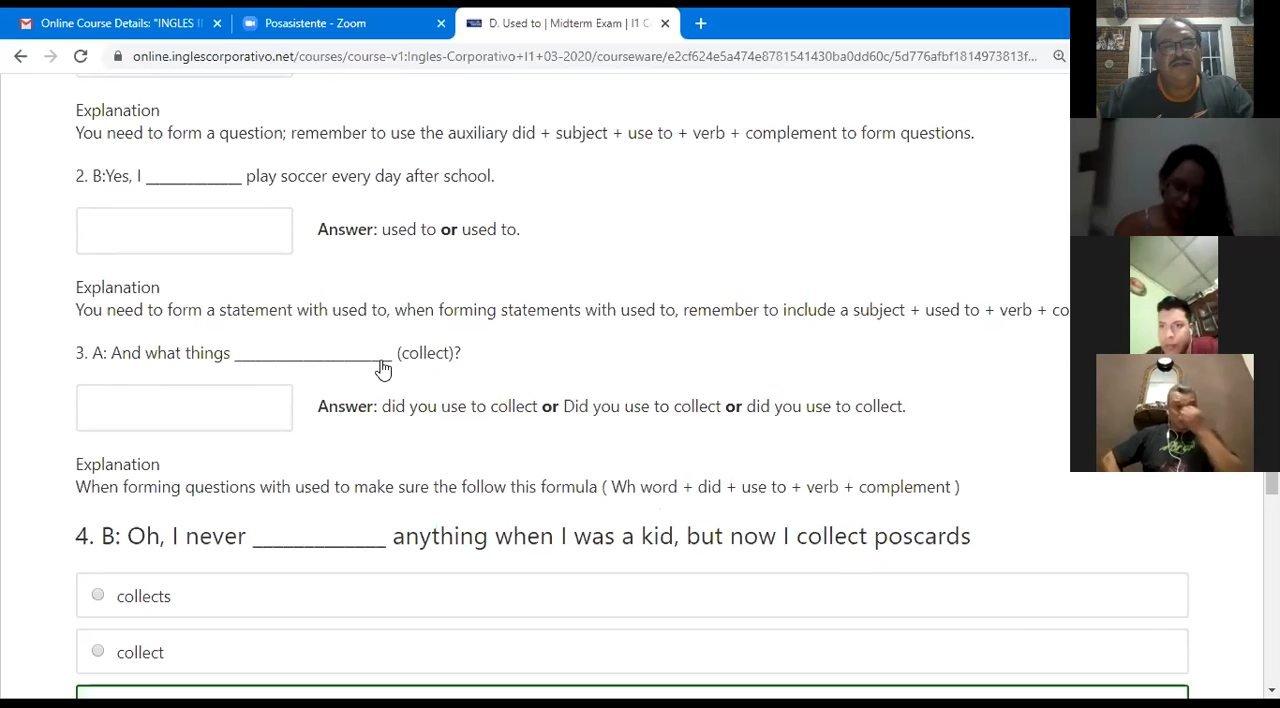 Online Course Details: "INGLES I
Posasistente - Zoom
D. Used to | Midterm Exam | I1 C
online.inglescorporativo.net/courses/course-v1:Ingles-Corporativo+I1+03-2020/courseware/e2cf624e5a474e8781541430ba0dd60c/5d776afbf1814973813f...
Explanation
You need to form a question; remember to use the auxiliary did + subject + use to + verb + complement to form questions.
2. B:Yes, I ____________ play soccer every day after school.
Answer: used to or used to.
Explanation
You need to form a statement with used to, when forming statements with used to, remember to include a subject + used to + verb + co
3. A: And what things ____________________ (collect)?
Answer: did you use to collect or Did you use to collect or did you use to collect.
Explanation
When forming questions with used to make sure the follow this formula ( Wh word + did + use to + verb + complement )
4. B: Oh, I never ____________ anything when I was a kid, but now I collect poscards
collects
collect